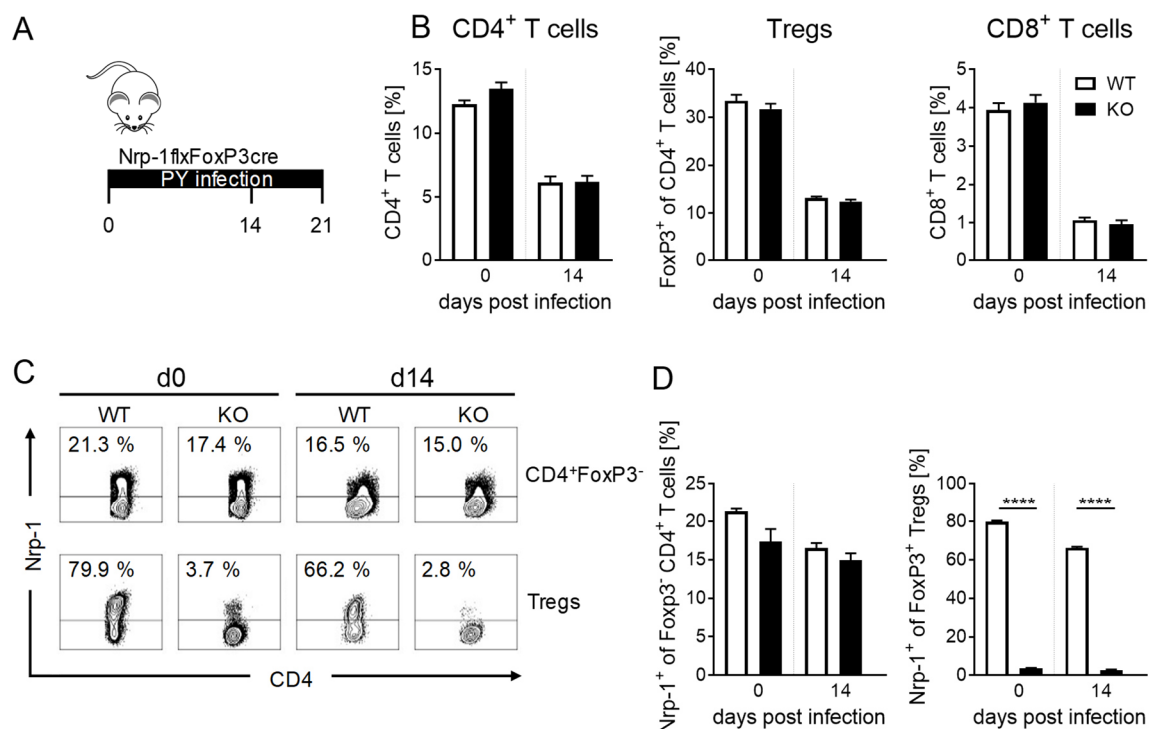 A
Nrp-1flxFoxP3cre
PY infection
0 14 21
B
CD4⁺ T cells
CD4⁺ T cells [%]
15
10
5
0
0 14
days post infection
Tregs
FoxP3⁺ of CD4⁺ T cells [%]
40
30
20
10
0
0 14
days post infection
CD8⁺ T cells
CD8⁺ T cells [%]
5
4
3
2
1
0
0 14
days post infection
WT
KO
C
d0 d14
WT KO WT KO
21.3 % 17.4 % 16.5 % 15.0 %
CD4⁺FoxP3⁻
79.9 % 3.7 % 66.2 % 2.8 %
Tregs
Nrp-1
CD4
D
Nrp-1⁺ of Foxp3⁻ CD4⁺ T cells [%]
25
20
15
10
5
0
0 14
days post infection
Nrp-1⁺ of FoxP3⁺ Tregs [%]
100
80
60
40
20
0
**** ****
0 14
days post infection